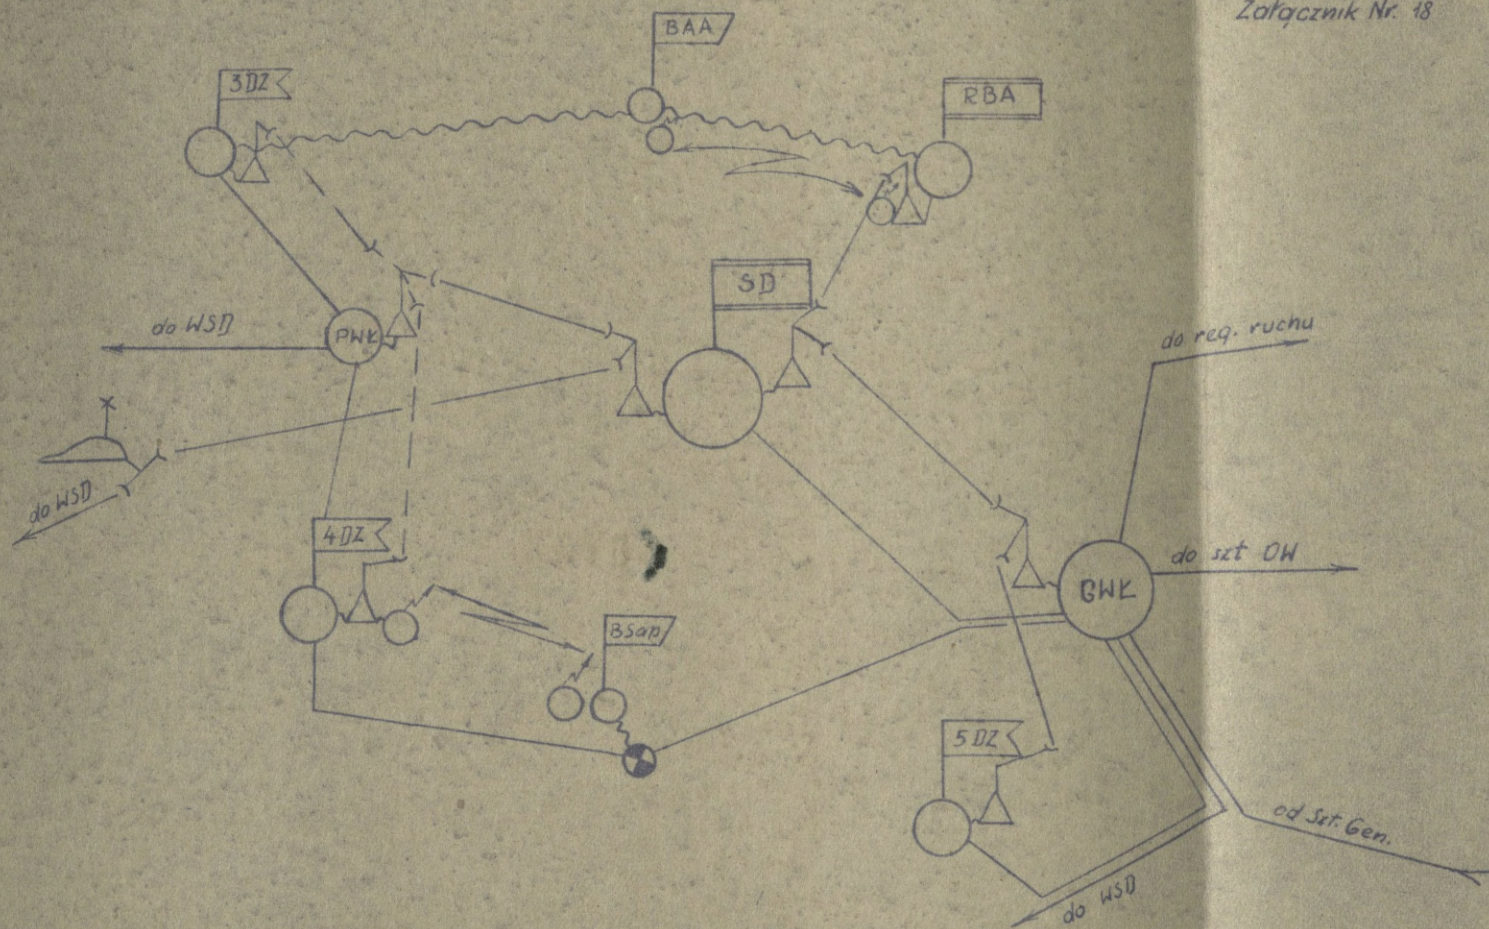 Załącznik Nr. 18
BAA
3DZ
RBA
SD
do WSD
PWŁ
do reg. ruchu
do WSD
4DZ
do szt OW
GWŁ
BSap
5DZ
od Szt. Gen.
do WSD